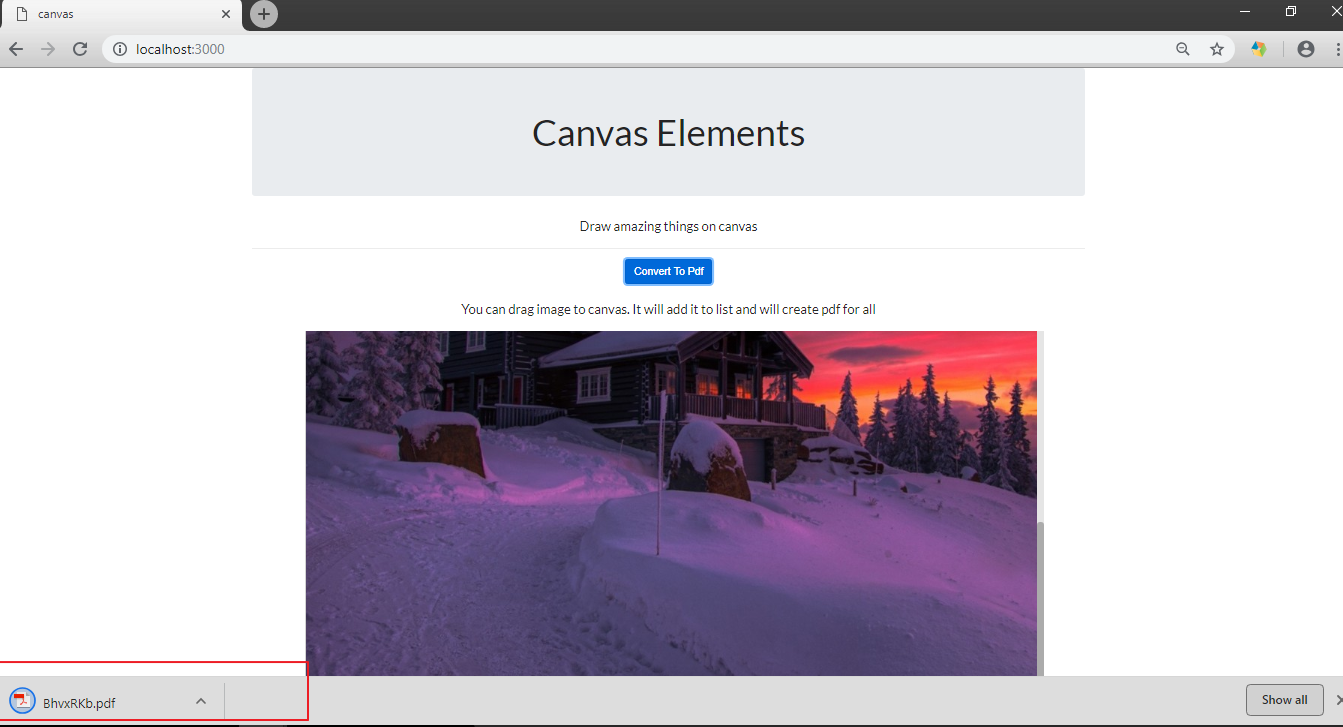 canvas
localhost:3000
Canvas Elements
Draw amazing things on canvas
Convert To Pdf
You can drag image to canvas. It will add it to list and will create pdf for all
BhvxRKb.pdf
Show all